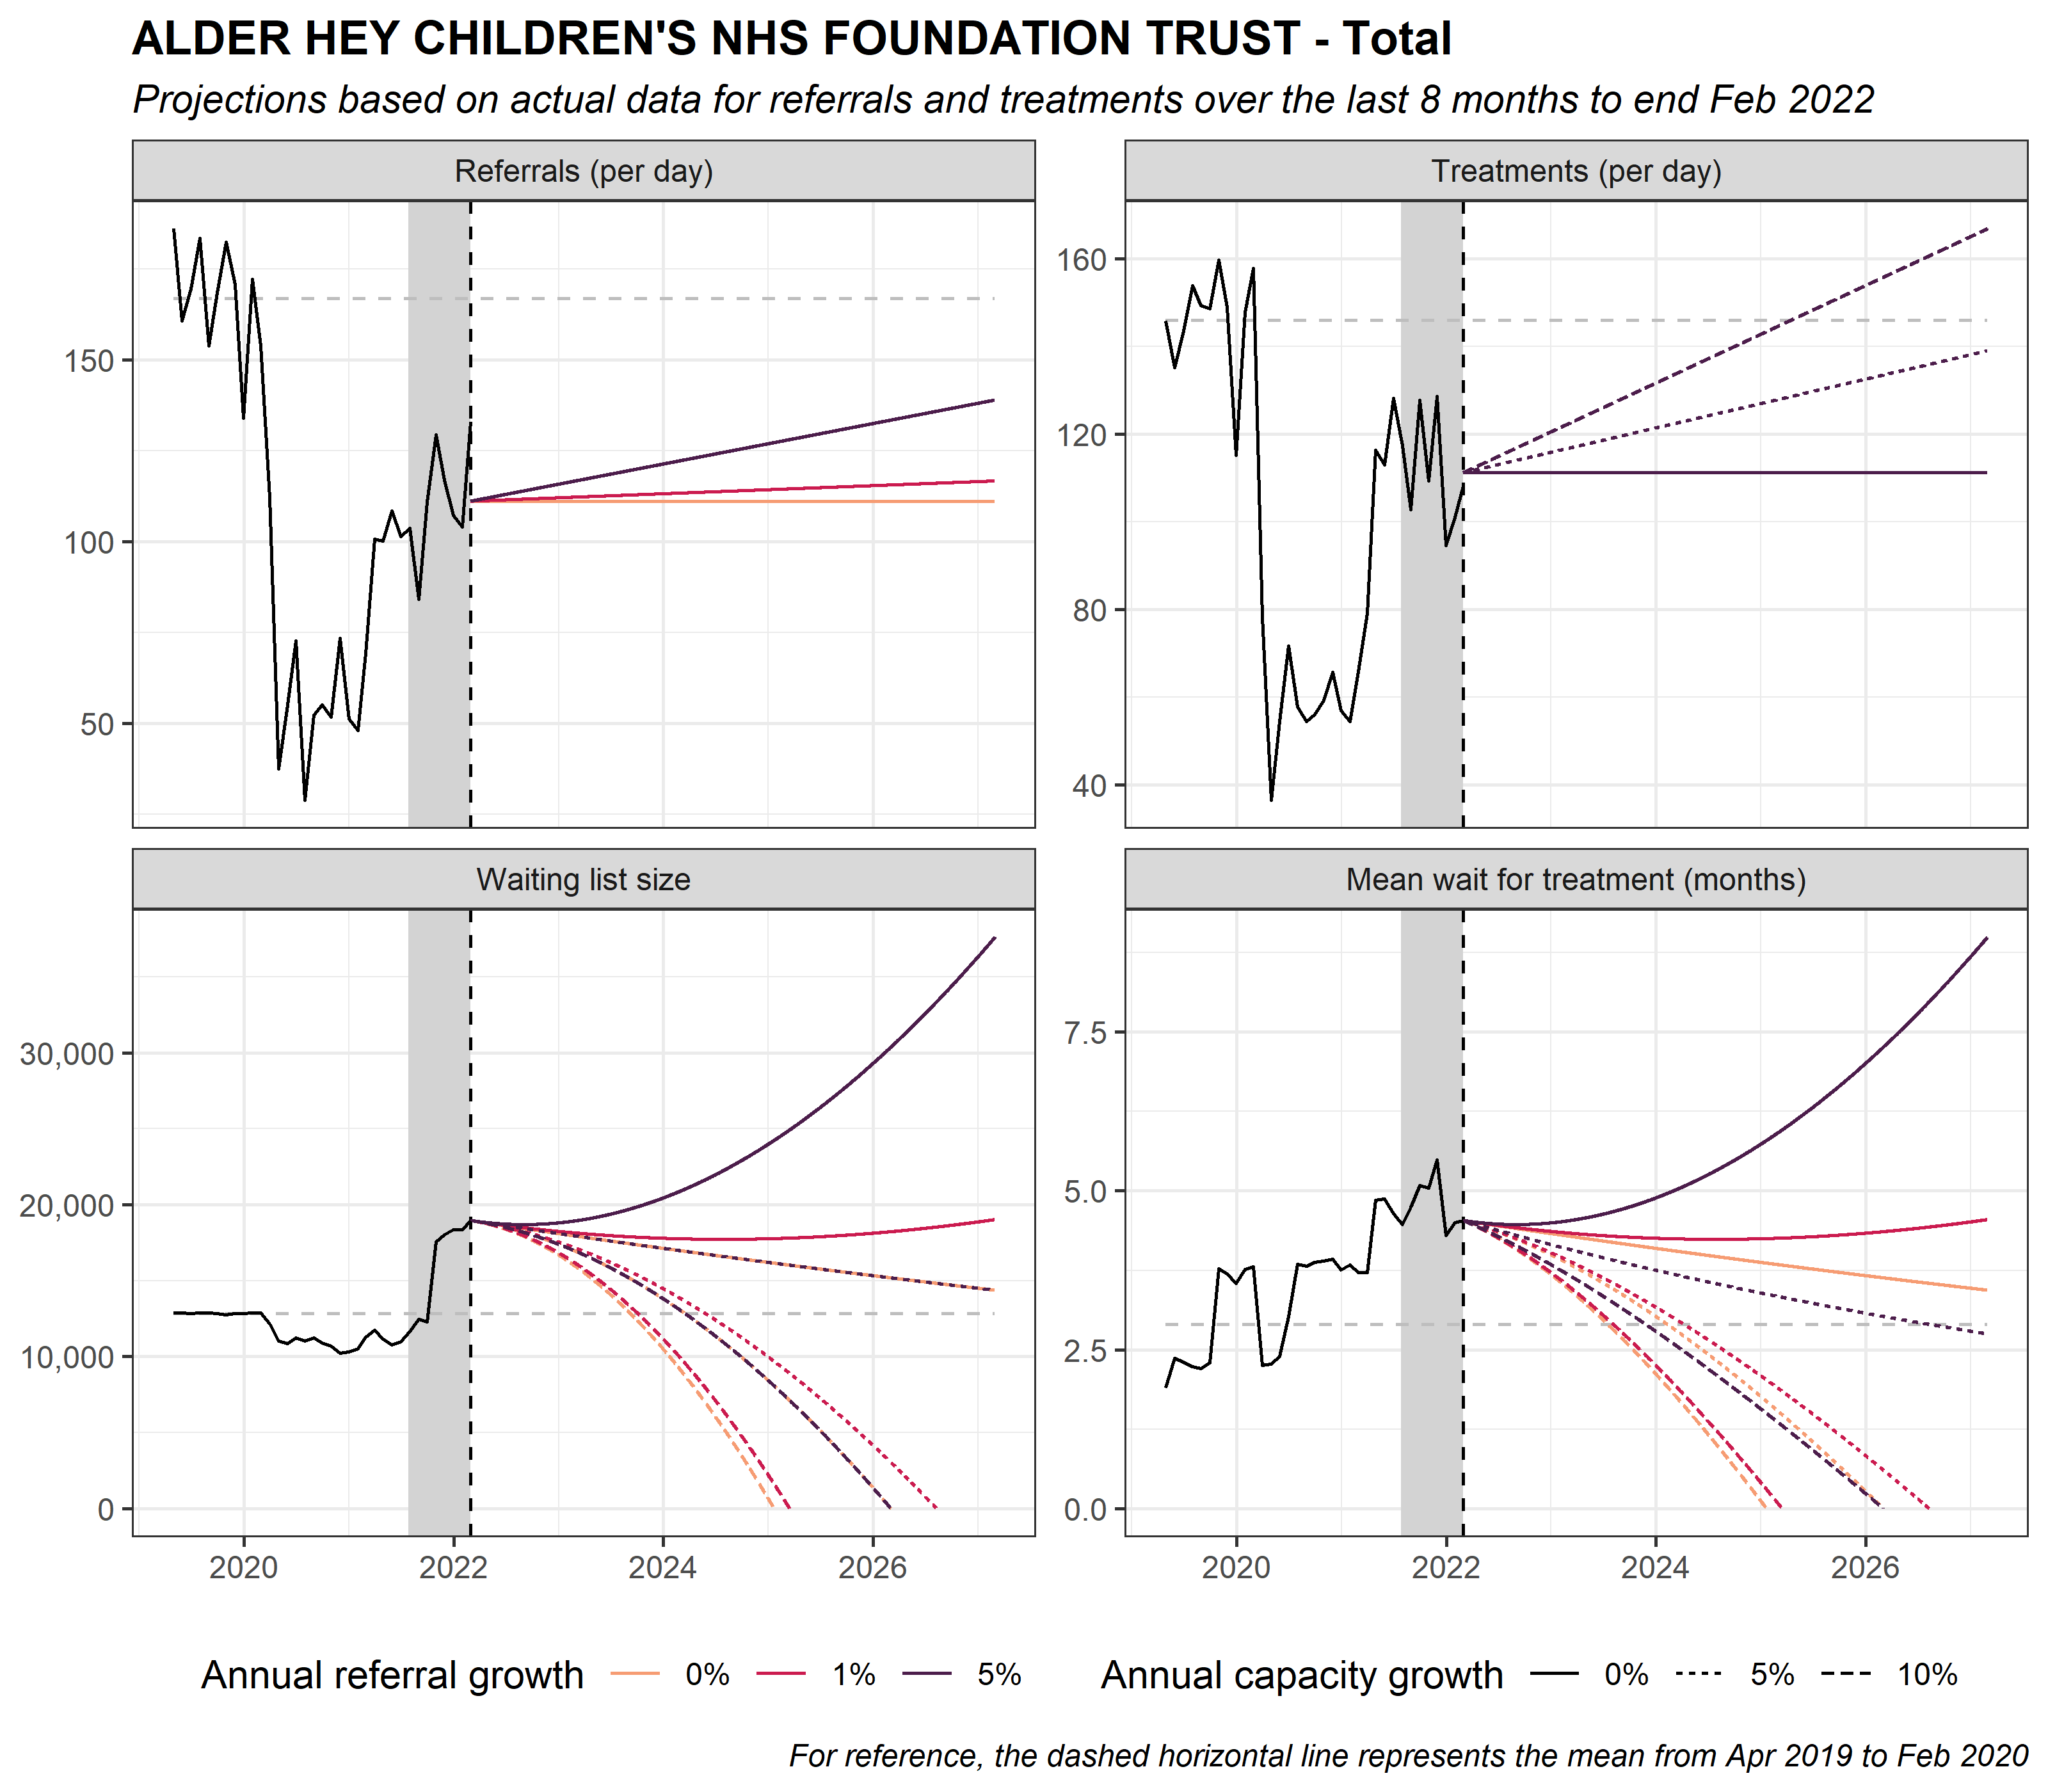 ALDER HEY CHILDREN'S NHS FOUNDATION TRUST - Total
Projections based on actual data for referrals and treatments over the last 8 months to end Feb 2022
Referrals (per day)
150
100
50
Treatments (per day)
160
120
80
40
Waiting list size
30,000
20,000
10,000
0
2020 2022 2024 2026
Mean wait for treatment (months)
7.5
5.0
2.5
0.0
2020 2022 2024 2026
Annual referral growth 0% 1% 5%
Annual capacity growth 0% 5% 10%
For reference, the dashed horizontal line represents the mean from Apr 2019 to Feb 2020